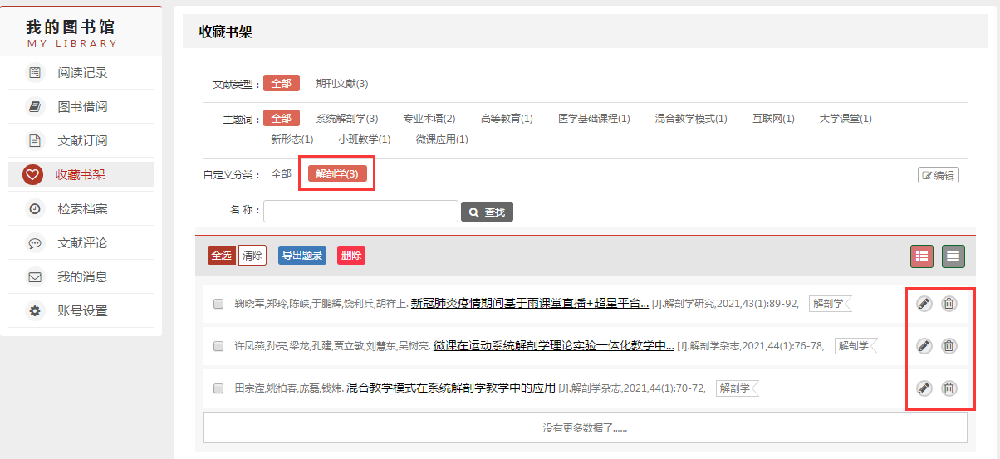 我的图书馆
MY LIBRARY
阅读记录
图书借阅
文献订阅
收藏书架
检索档案
文献评论
我的消息
账号设置
收藏书架
文献类型： 全部 期刊文献(3)
主题词： 全部 系统解剖学(3) 专业术语(2) 高等教育(1) 医学基础课程(1) 混合教学模式(1) 互联网(1) 大学课堂(1)
新形态(1) 小班教学(1) 微课应用(1)
自定义分类： 全部 解剖学(3) 编辑
名 称： 查找
全选 清除 导出题录 删除
鞠晓军,郑玲,陈峡,于鹏辉,饶利兵,胡祥上. 新冠肺炎疫情期间基于雨课堂直播+超星平台... [J].解剖学研究,2021,43(1):89-92, 解剖学
许凤燕,孙亮,梁龙,孔建,贾立敏,刘慧东,吴树亮. 微课在运动系统解剖学理论实验一体化教学中... [J].解剖学杂志,2021,44(1):76-78, 解剖学
田宗滢,姚柏春,庞磊,钱炜. 混合教学模式在系统解剖学教学中的应用 [J].解剖学杂志,2021,44(1):70-72, 解剖学
没有更多数据了......